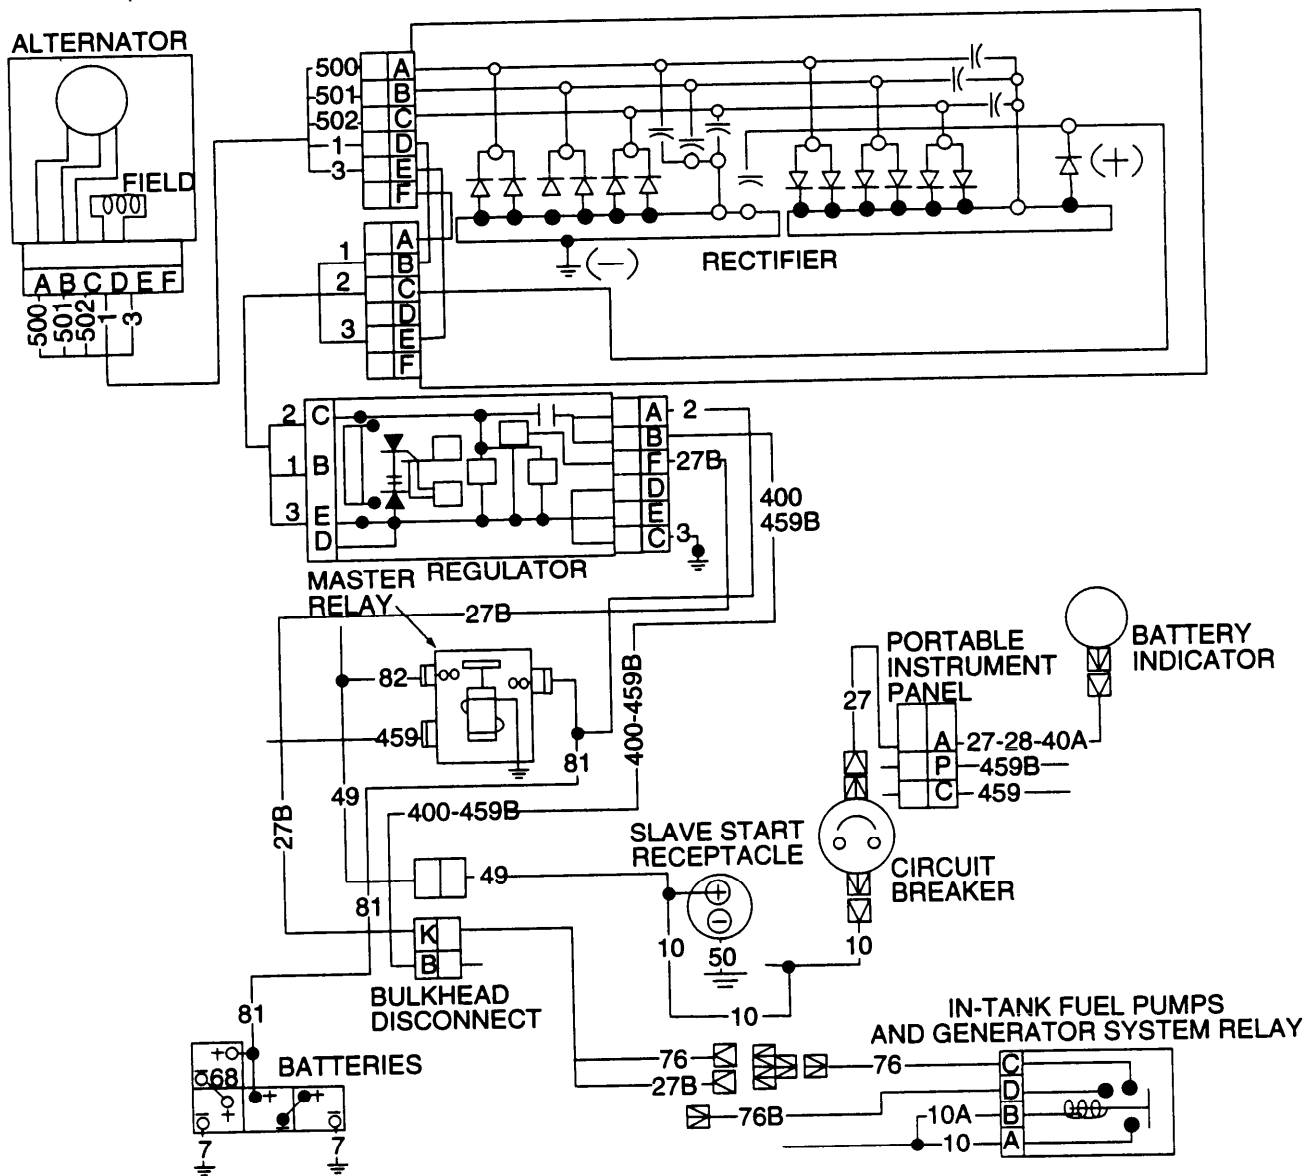 ALTERNATOR
FIELD
A B C D E F
500
501
502
1
3
500 A
501 B
502 C
1 D
3 E
F
A
1 B
2 C
D
3 E
F
(+)
(−)
RECTIFIER
2 C
1 B
3 E
D
A 2
B
F 27B
D
E
C 3
400
459B
REGULATOR
MASTER
RELAY
27B
82
459
81
400-459B
49
27B
400-459B
81
49
K
B
BULKHEAD
DISCONNECT
SLAVE START
RECEPTACLE
+
−
50
10
10
10
CIRCUIT
BREAKER
27
PORTABLE
INSTRUMENT
PANEL
A 27-28-40A
P 459B
C 459
BATTERY
INDICATOR
81
BATTERIES
+
−
68
+
+
+
−
−
−
7
7
76
27B
76B
76
IN-TANK FUEL PUMPS
AND GENERATOR SYSTEM RELAY
C
D
10A B
10 A